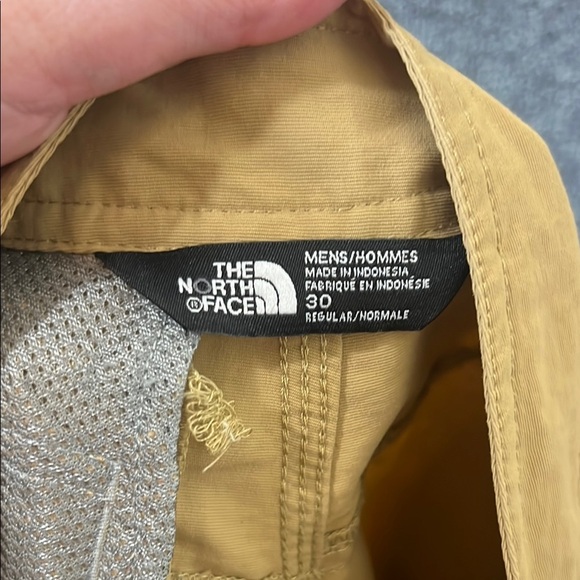 THE
NORTH
®FACE
MENS/HOMMES
MADE IN INDONESIA
FABRIQUÉ EN INDONÉSIE
30
REGULAR/NORMALE